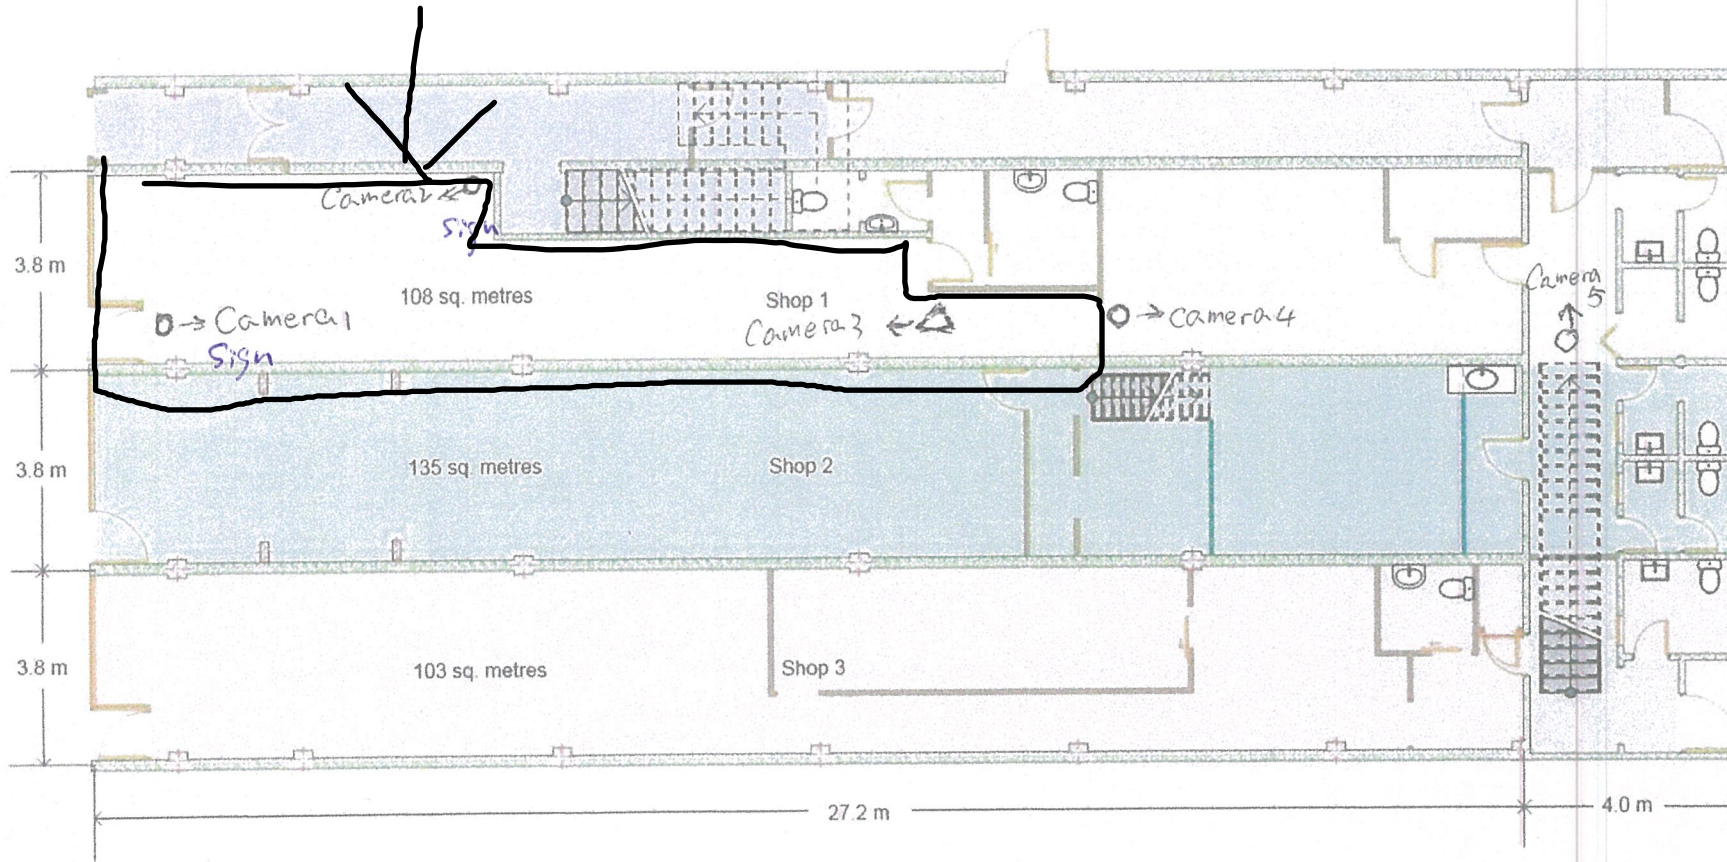 Camera2
Sign
3.8 m
108 sq. metres
Shop 1
Camera
5
Camera1
Camera3
Camera4
Sign
3.8 m
135 sq. metres
Shop 2
3.8 m
103 sq. metres
Shop 3
27.2 m
4.0 m